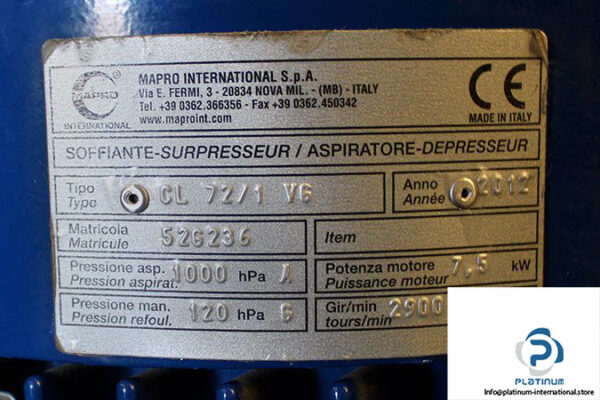 MAPRO
INTERNATIONAL
MAPRO INTERNATIONAL S.p.A.
Via E. FERMI, 3 - 20834 NOVA MIL. - (MB) - ITALY
Tel. +39 0362.366356 - Fax +39 0362.450342
www.maproint.com
CE
MADE IN ITALY
SOFFIANTE-SURPRESSEUR / ASPIRATORE-DEPRESSEUR
Tipo
Type
CL 72/1 VG
Anno
Année
2012
Matricola
Matricule
526236
Item
Pressione asp.
Pression aspirat.
1000 hPa A
Potenza motore
Puissance moteur
7,5 kW
Pressione man.
Pression refoul.
120 hPa G
Gir/min
tours/min
2900
PLATINUM
Info@platinum-international.store